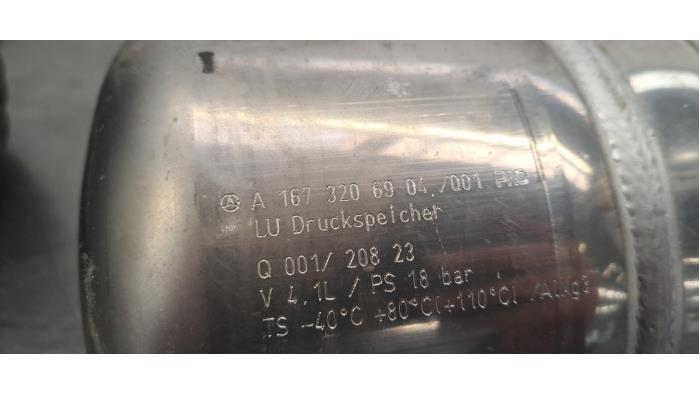 A 167 320 69 04 /001
LU Druckspeicher
Q 001/ 208 23
V 4,1L / PS 18 bar
TS -40°C +80°C(+110°C)